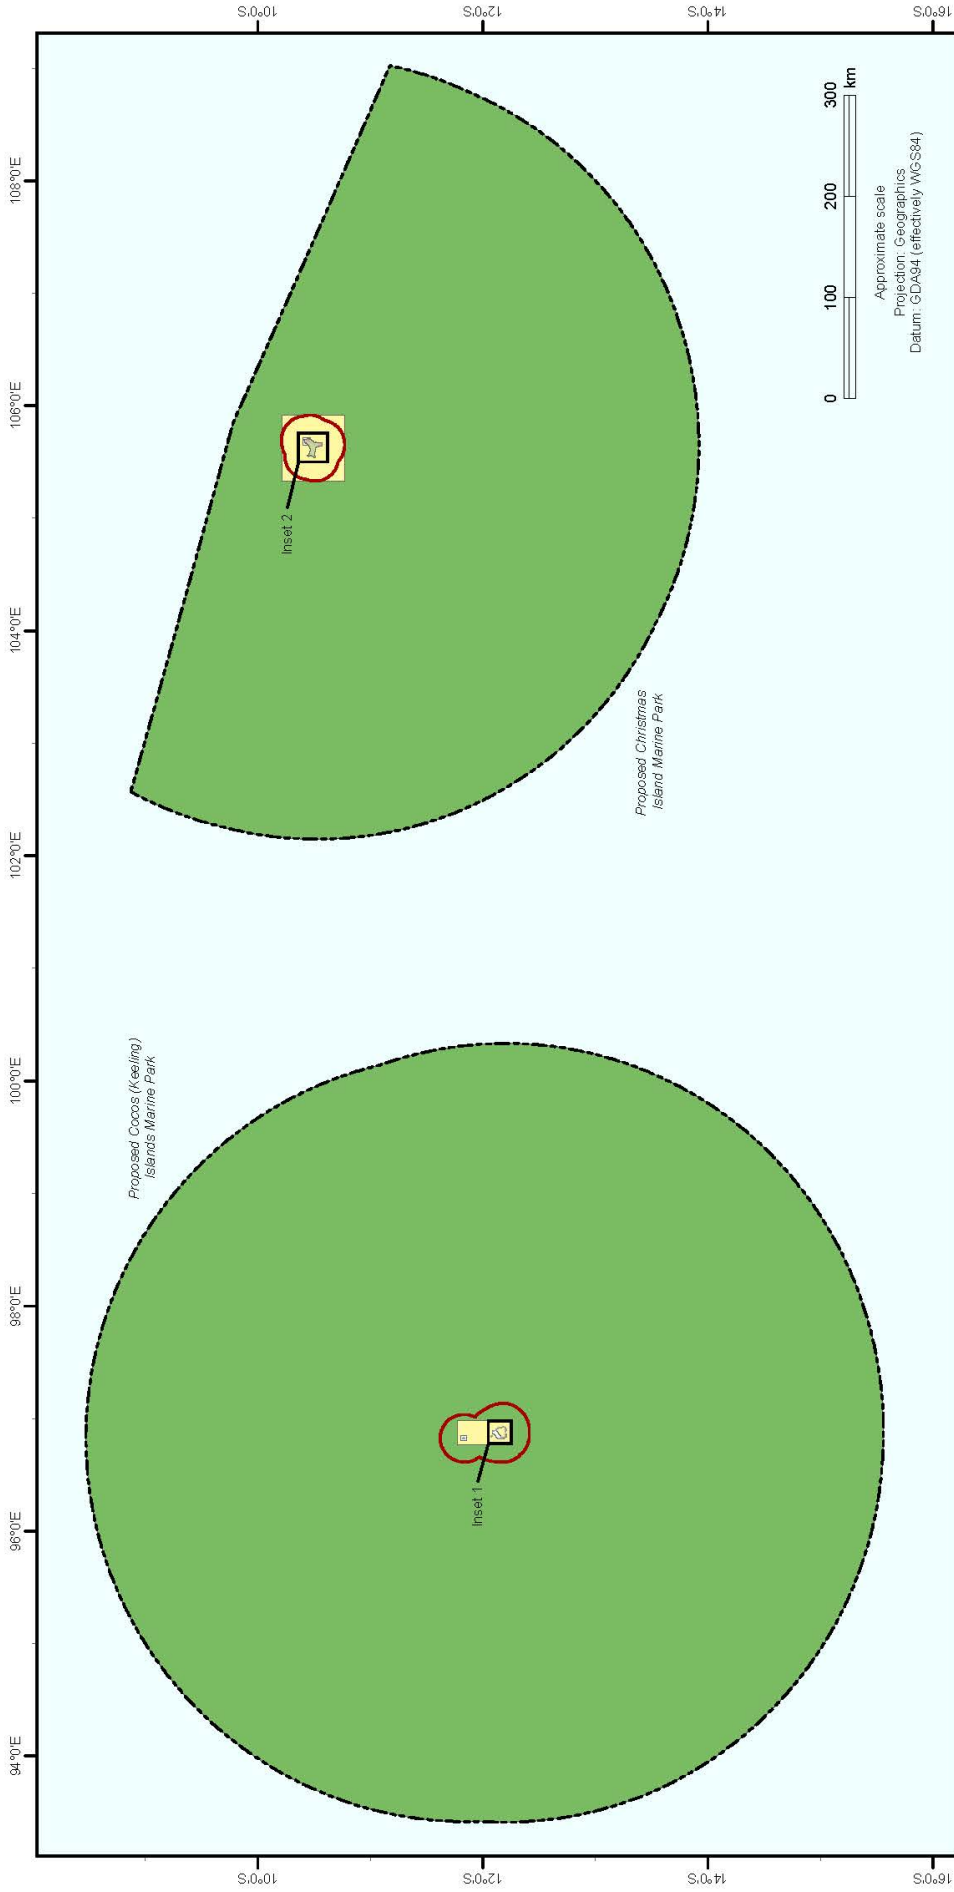 94°0'E
96°0'E
98°0'E
100°0'E
102°0'E
104°0'E
106°0'E
108°0'E
10°0'S
12°0'S
14°0'S
16°0'S
Proposed Cocos (Keeling)
Islands Marine Park
Inset 1
Inset 2
Proposed Christmas
Island Marine Park
0
100
200
300
km
Approximate scale
Projection: Geographics
Datum: GDA94 (effectively WGS84)
10°0'S
12°0'S
14°0'S
16°0'S